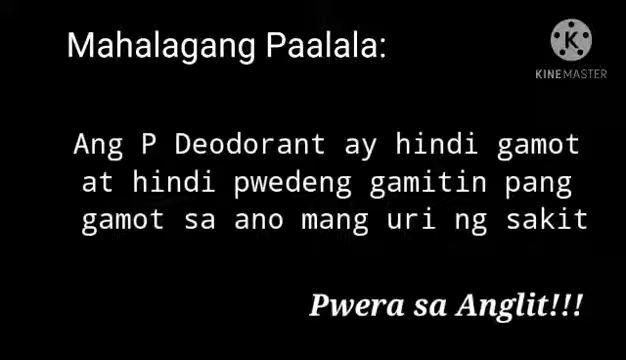 Mahalagang Paalala:
KINEMASTER
Ang P Deodorant ay hindi gamot
at hindi pwedeng gamitin pang
gamot sa ano mang uri ng sakit
Pwera sa Anglit!!!